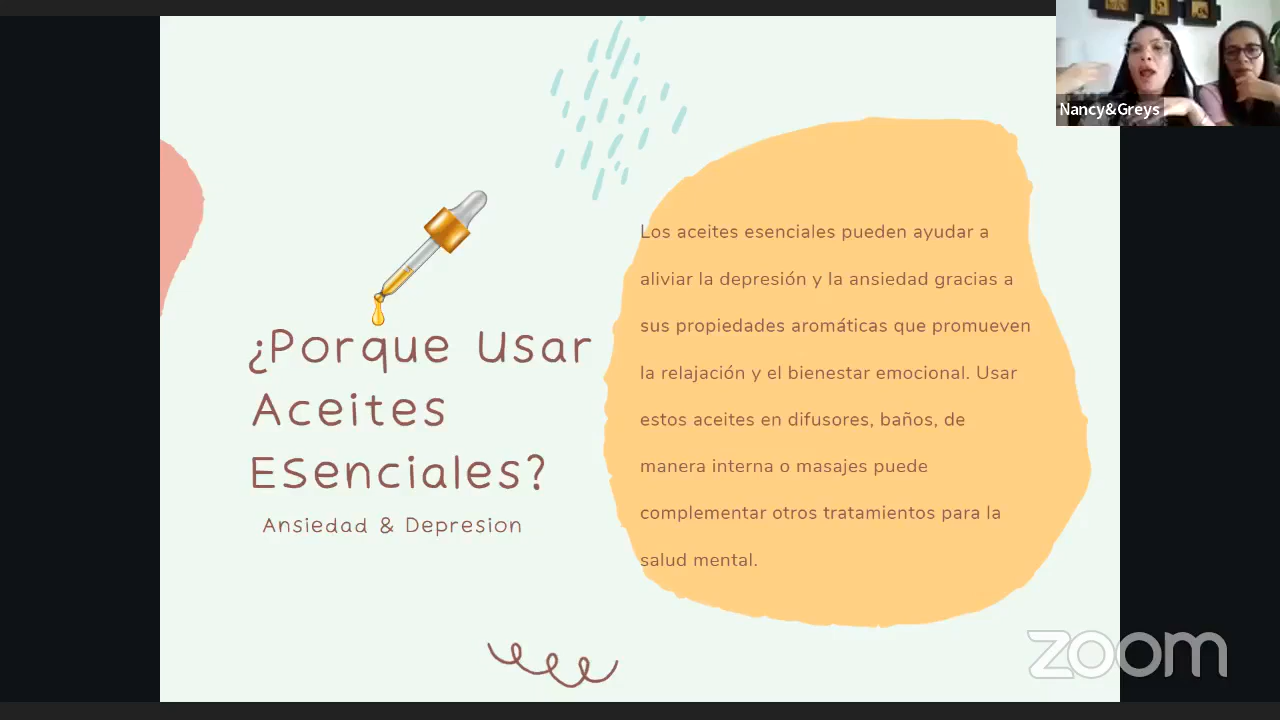 Nancy&Greys
¿Porque Usar
Aceites
ESenciales?
Ansiedad & Depresion
Los aceites esenciales pueden ayudar a
aliviar la depresión y la ansiedad gracias a
sus propiedades aromáticas que promueven
la relajación y el bienestar emocional. Usar
estos aceites en difusores, baños, de
manera interna o masajes puede
complementar otros tratamientos para la
salud mental.
zoom